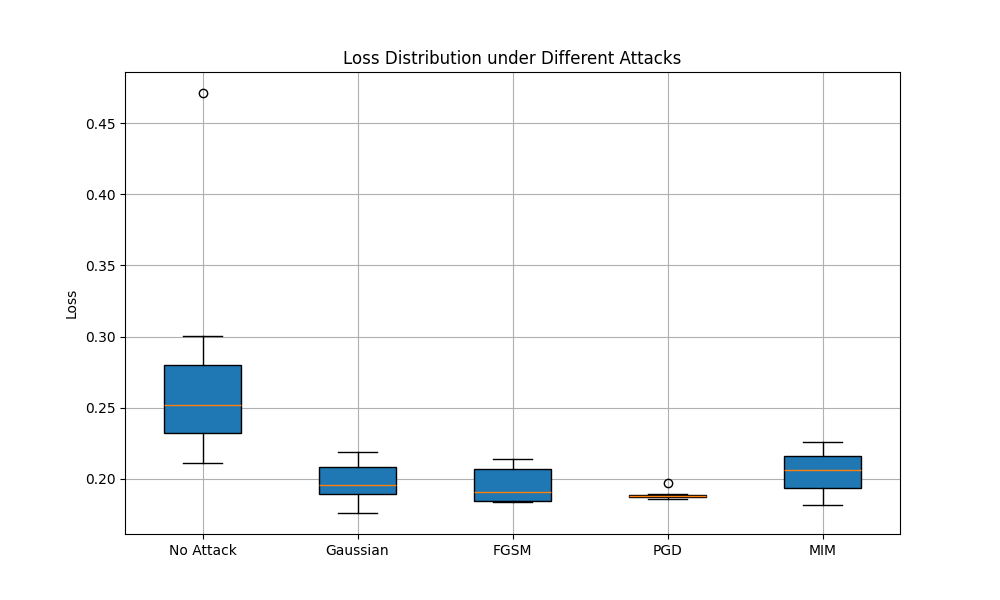 Loss Distribution under Different Attacks
0.45
0.40
0.35
0.30
0.25
0.20
Loss
No Attack
Gaussian
FGSM
PGD
MIM